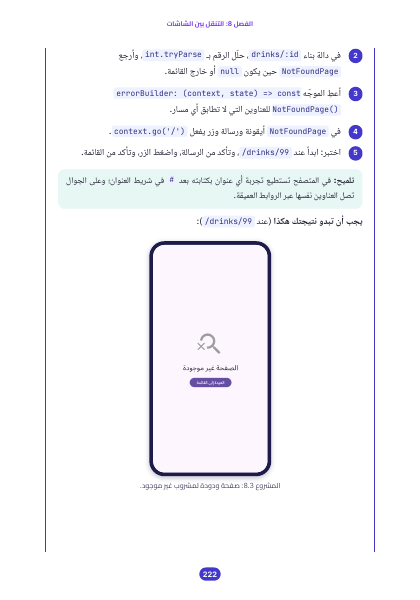 الفصل 8: التنقل بين الشاشات
2 في دالة بناء drinks/:id، حلّل الرقم بـ int.tryParse، وأرجع
NotFoundPage حين يكون null أو خارج القائمة.
3 أعطِ الموجّه errorBuilder: (context, state) => const
NotFoundPage() للعناوين التي لا تطابق أي مسار.
4 في NotFoundPage أيقونة ورسالة وزر يفعل context.go('/').
5 اختبر: ابدأ عند /drinks/99، وتأكد من الرسالة، واضغط الزر، وتأكد من القائمة.
تلميح: في المتصفح تستطيع تجربة أي عنوان بكتابته بعد # في شريط العنوان؛ وعلى الجوال
تصل العناوين نفسها عبر الروابط العميقة.
يجب أن تبدو نتيجتك هكذا (عند /drinks/99):
الصفحة غير موجودة
العودة إلى القائمة
المشروع 8.3: صفحة ودودة لمشروب غير موجود.
222